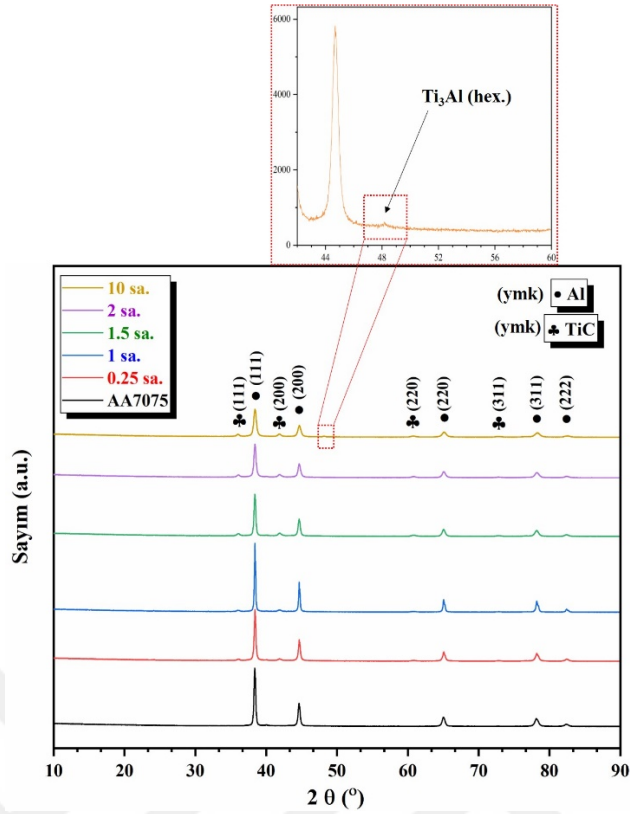 6000
4000
2000
0
44 48 52 56 60
Ti₃Al (hex.)
10 sa.
2 sa.
1.5 sa.
1 sa.
0.25 sa.
AA7075
(ymk) ● Al
(ymk) ♣ TiC
(111) (111) (200) (200) (220) (220) (311) (311) (222)
Sayım (a.u.)
10 20 30 40 50 60 70 80 90
2 θ (°)